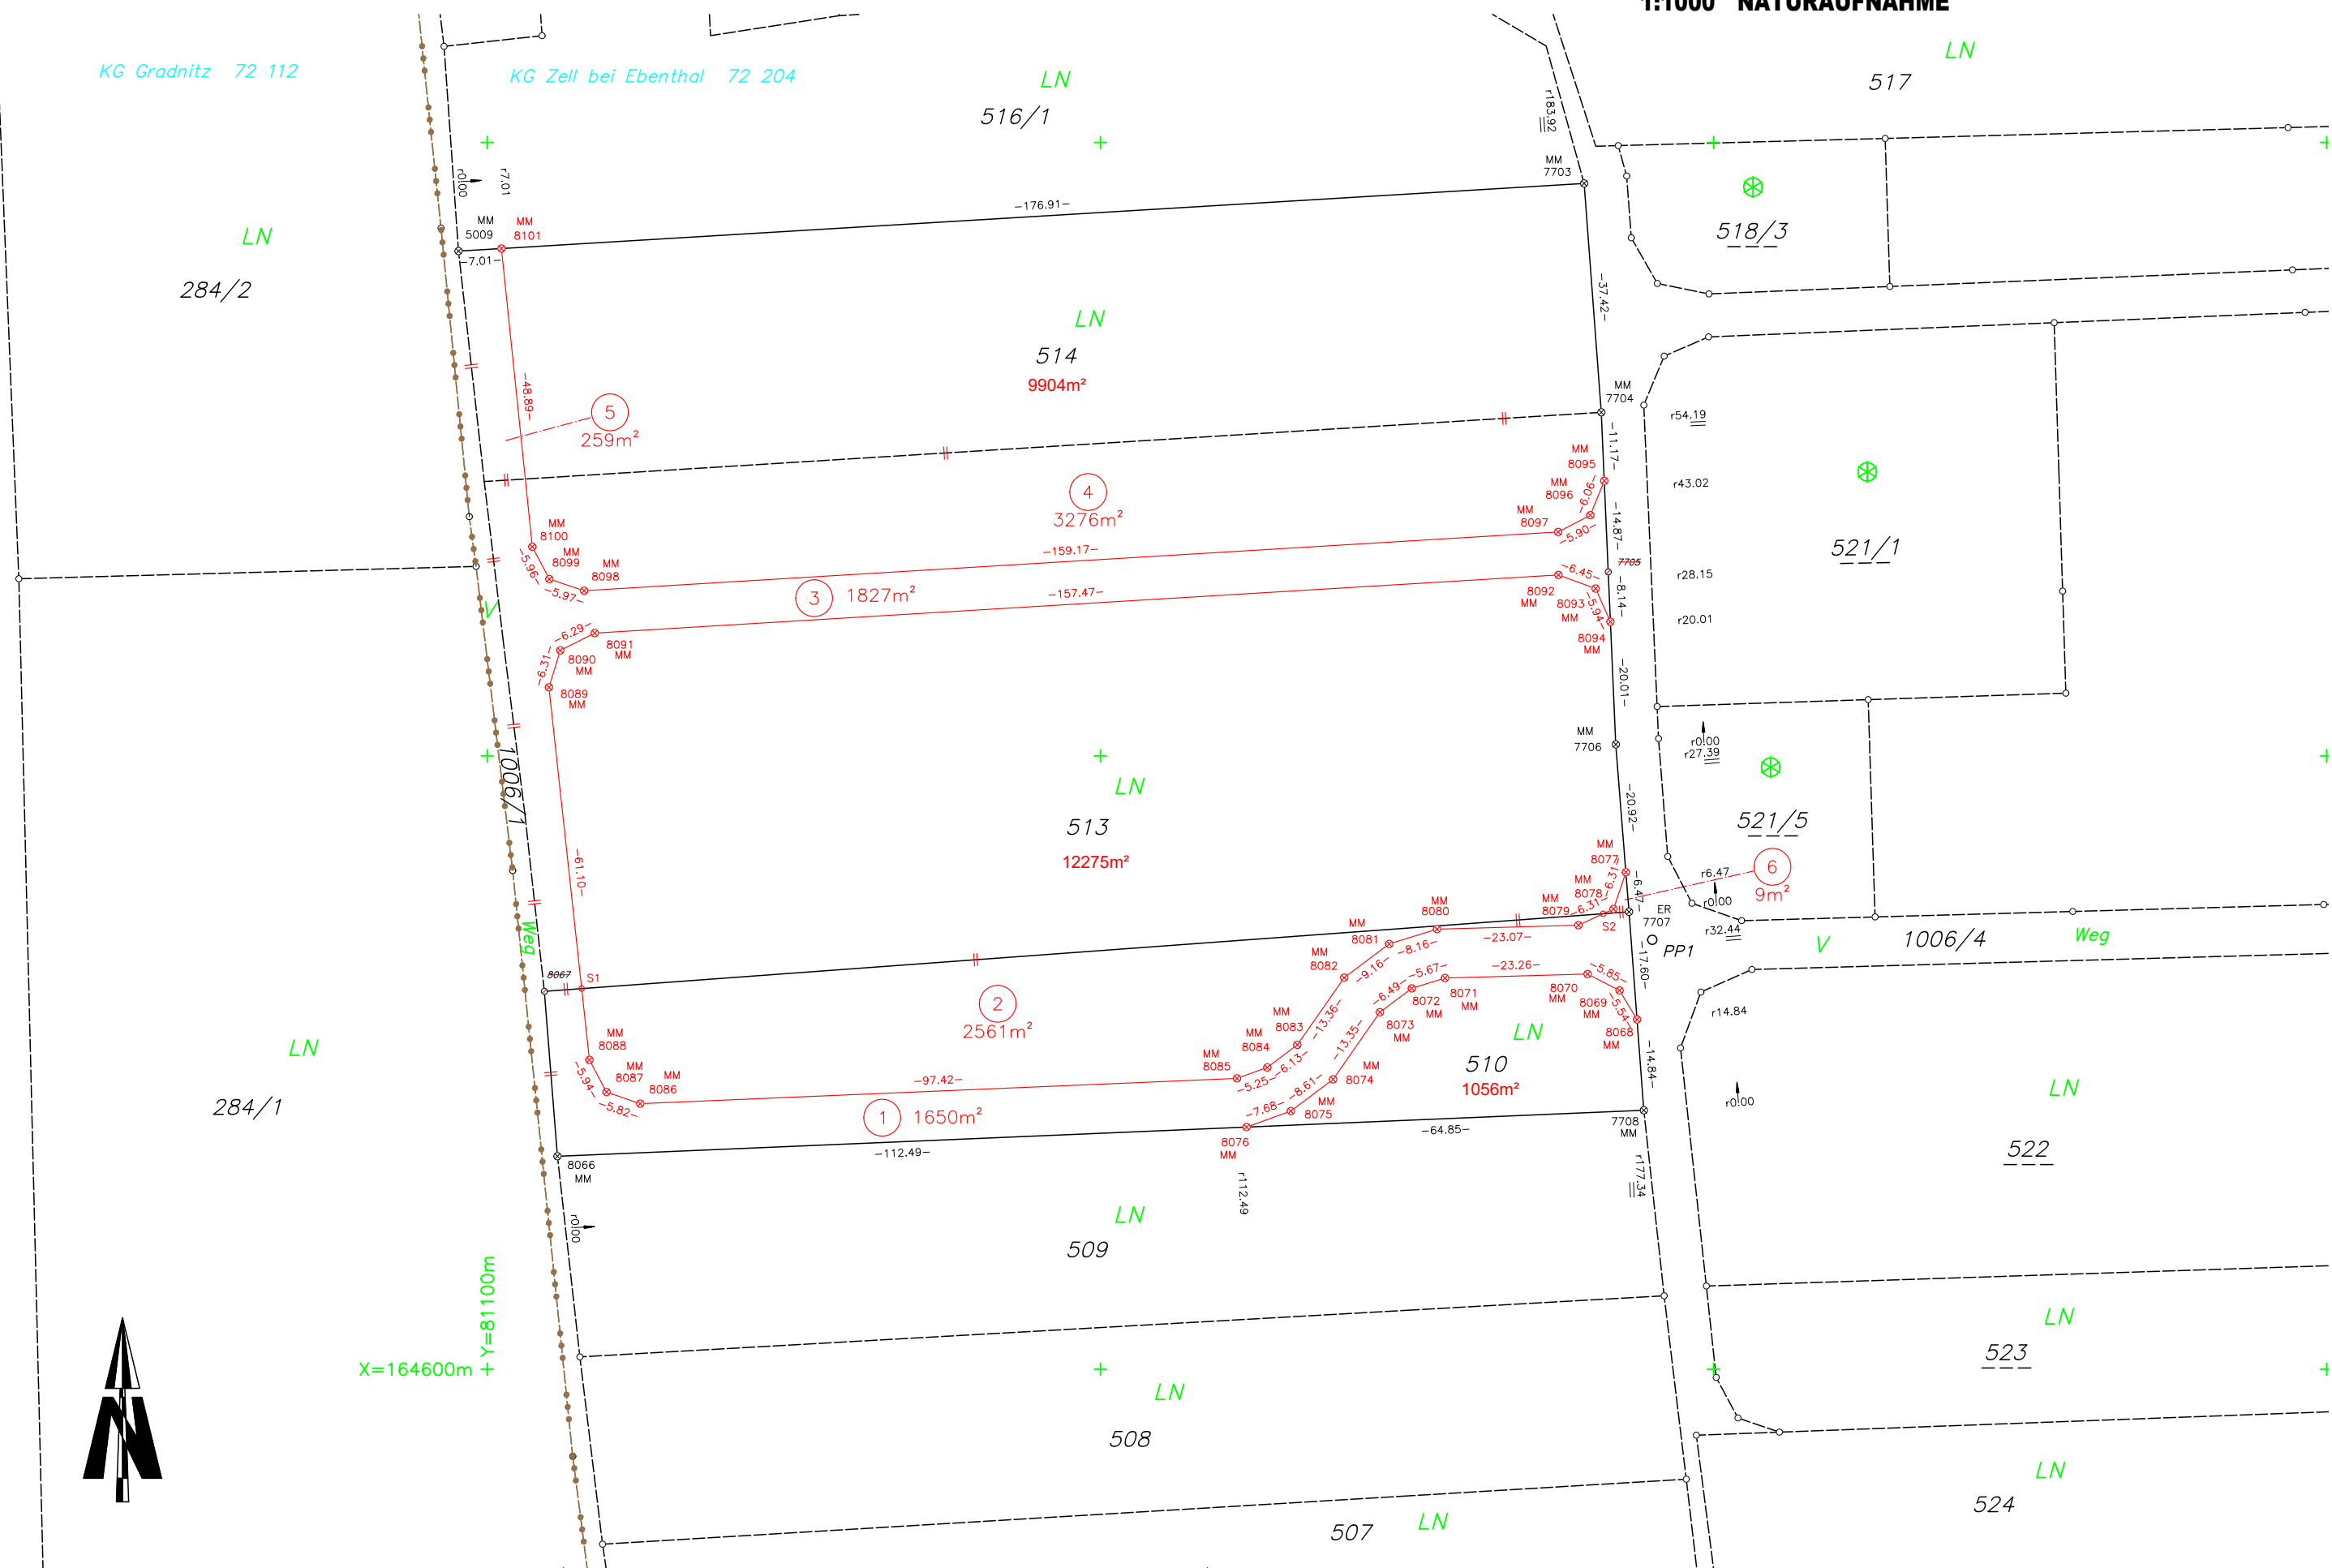 1:1000 NATURAUFNAHME
KG Gradnitz 72 112
KG Zell bei Ebenthal 72 204
LN
517
LN
516/1
r183.92
MM
7703
r0.00
r7.01
-176.91-
518/3
LN
284/2
MM
5009
MM
8101
-7.01-
-37.42-
LN
514
9904m²
-48.89-
5
259m²
MM
7704
r54.19
-11.17-
MM
8095
4
3276m²
MM
8096
-6.06-
r43.02
MM
8097
-5.90-
-14.87-
521/1
MM
8100
MM
8099
-5.96-
-5.97-
MM
8098
-159.17-
7705
r28.15
3
1827m²
-157.47-
-6.45-
8092
MM
8093
MM
-5.94-
-8.14-
r20.01
8094
MM
V
-6.29-
8091
MM
8090
MM
-6.31-
8089
MM
-20.01-
MM
7706
r0.00
r27.39
1006/1
LN
513
12275m²
-20.92-
521/5
-61.10-
MM
8077
MM
8078
-6.31-
-6.47-
r6.47
r0.00
6
9m²
MM
8079
-6.31-
S2
ER
7707
r32.44
MM
8080
MM
8081
-8.16-
-23.07-
PP1
V
1006/4
Weg
Weg
-17.60-
8067
S1
MM
8082
-9.16-
-5.67-
-23.26-
-5.85-
8070
MM
8069
MM
-5.54-
8068
MM
8071
MM
8072
MM
-6.49-
8073
MM
r14.84
2
2561m²
MM
8083
-13.36-
-13.35-
MM
8084
-6.13-
MM
8085
-5.25-
LN
510
1056m²
MM
8074
-14.84-
LN
284/1
LN
MM
8088
MM
8087
-5.94-
-5.82-
MM
8086
-97.42-
1
1650m²
-7.68-
-8.61-
MM
8075
8076
MM
r0.00
LN
522
-64.85-
7708
MM
-112.49-
8066
MM
r112.49
r177.34
r0.00
LN
509
Y=81100m
X=164600m
LN
523
LN
508
LN
524
507
LN
N